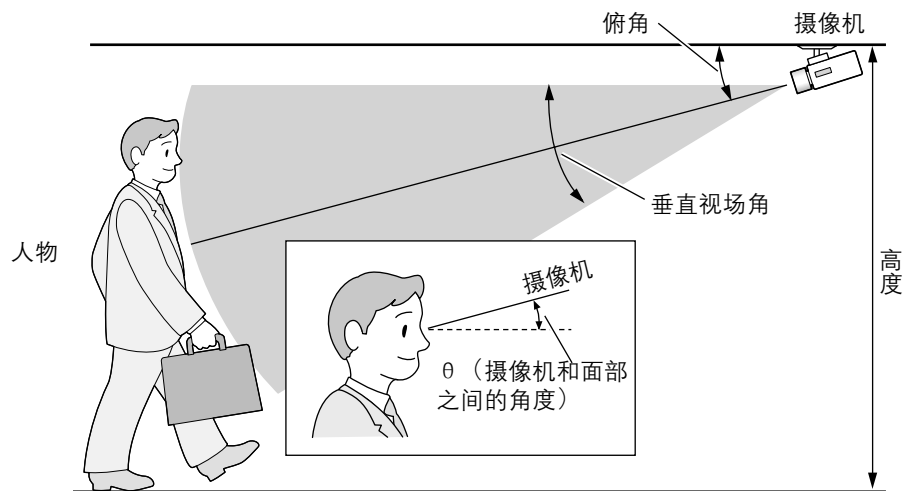 俯角
摄像机
垂直视场角
人物
高度
摄像机
θ（摄像机和面部
之间的角度）